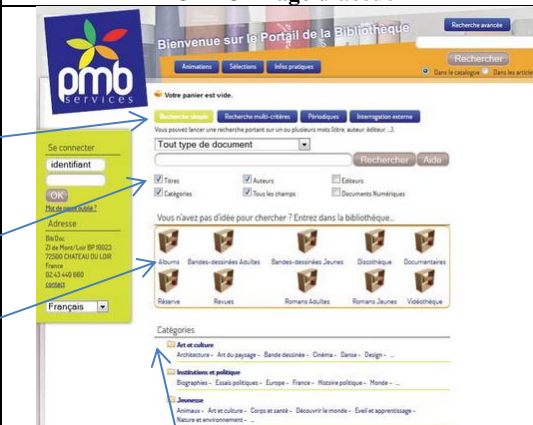 Bienvenue sur le Portail de la Bibliothèque
Recherche avancée
Rechercher
Dans le catalogue Dans les article
Animations Sélections Infos pratiques
pmb
services
Votre panier est vide.
Recherche simple Recherche multi-critères Périodiques Interrogation externe
Vous pouvez lancer une recherche portant sur un ou plusieurs mots (titre, auteur, éditeur, ...).
Tout type de document
Rechercher Aide
Titres Auteurs Editeurs
Catégories Tous les champs Documents Numériques
Se connecter
identifiant
OK
Mot de passe oublié ?
Adresse
Bibli Doc
ZI de Mont/Loir BP 10023
72500 CHATEAU DU LOIR
France
02 43 440 660
contact
Français
Vous n'avez pas d'idée pour chercher ? Entrez dans la bibliothèque...
Albums Bandes-dessinées Adultes Bandes-dessinées Jeunes Discothèque Documentaires
Réserve Revues Romans Adultes Romans Jeunes Vidéothèque
Catégories
Art et culture
Architecture - Art du paysage - Bande dessinée - Cinéma - Danse - Design - ...
Institutions et politique
Biographies - Essais politiques - Europe - France - Histoire politique - Monde - ...
Jeunesse
Animaux - Art et culture - Corps et santé - Découvrir le monde - Eveil et apprentissage -
Nature et environnement - ...